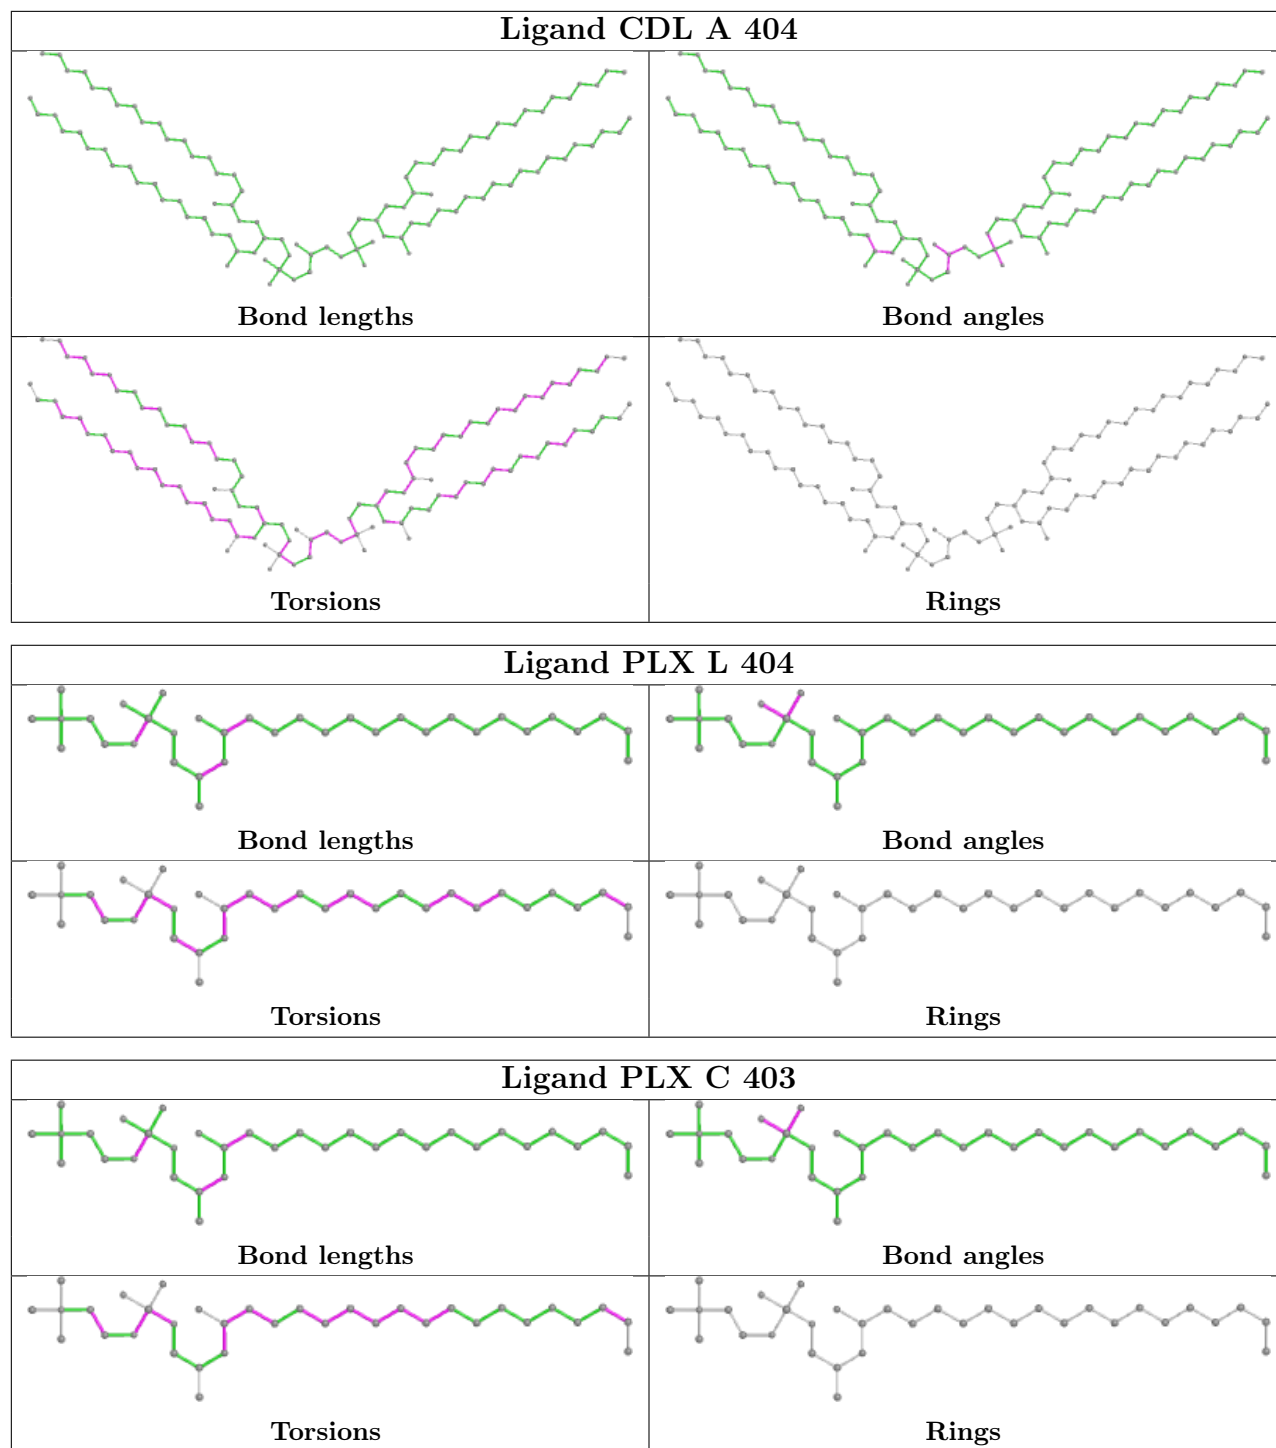 Ligand CDL A 404
Bond lengths
Bond angles
Torsions
Rings
Ligand PLX L 404
Bond lengths
Bond angles
Torsions
Rings
Ligand PLX C 403
Bond lengths
Bond angles
Torsions
Rings